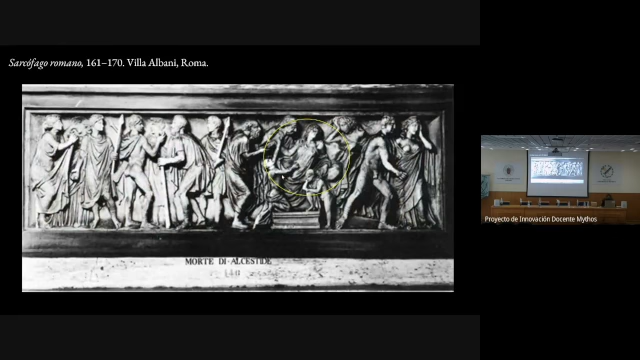 Sarcófago romano, 161–170. Villa Albani, Roma.
MORTE DI ALCESTIDE
Proyecto de Innovación Docente Mythos